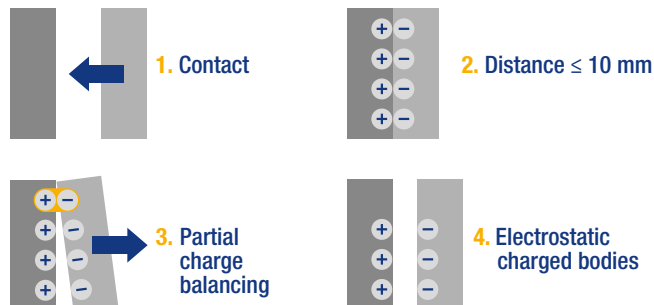 1. Contact
2. Distance ≤ 10 mm
+ −
+ −
+ −
+ −
3. Partial
charge
balancing
+ −
+ −
+ −
+ −
4. Electrostatic
charged bodies
+ −
+ −
+ −